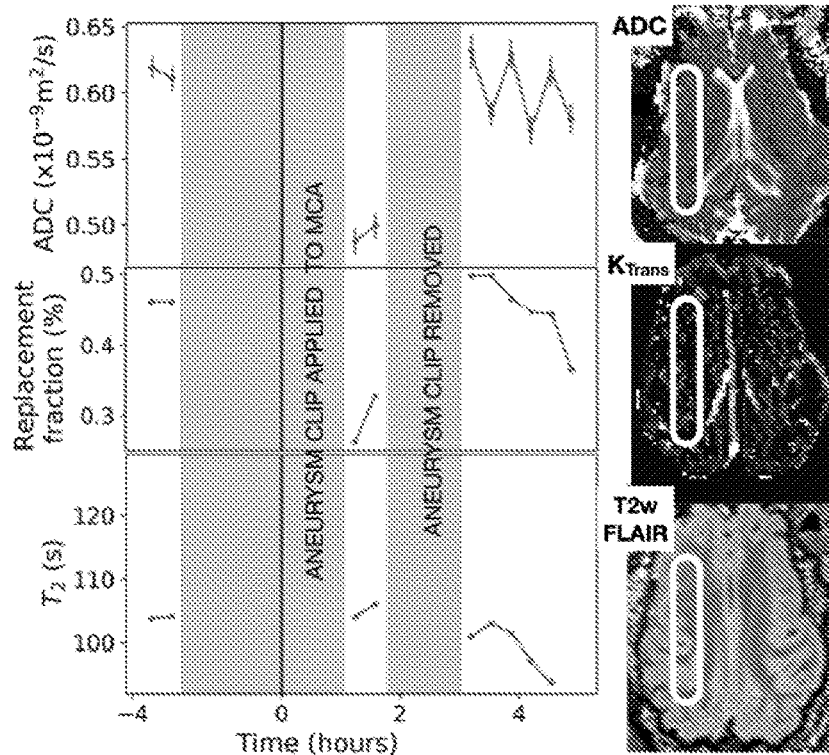 0.65
0.60
0.55
0.50
ADC (x10⁻⁹m²/s)
0.5
0.4
0.3
Replacement
fraction (%)
120
110
100
T₂ (s)
ANEURYSM CLIP APPLIED TO MCA
ANEURYSM CLIP REMOVED
−4 0 2 4
Time (hours)
ADC
KTrans
T2w
FLAIR